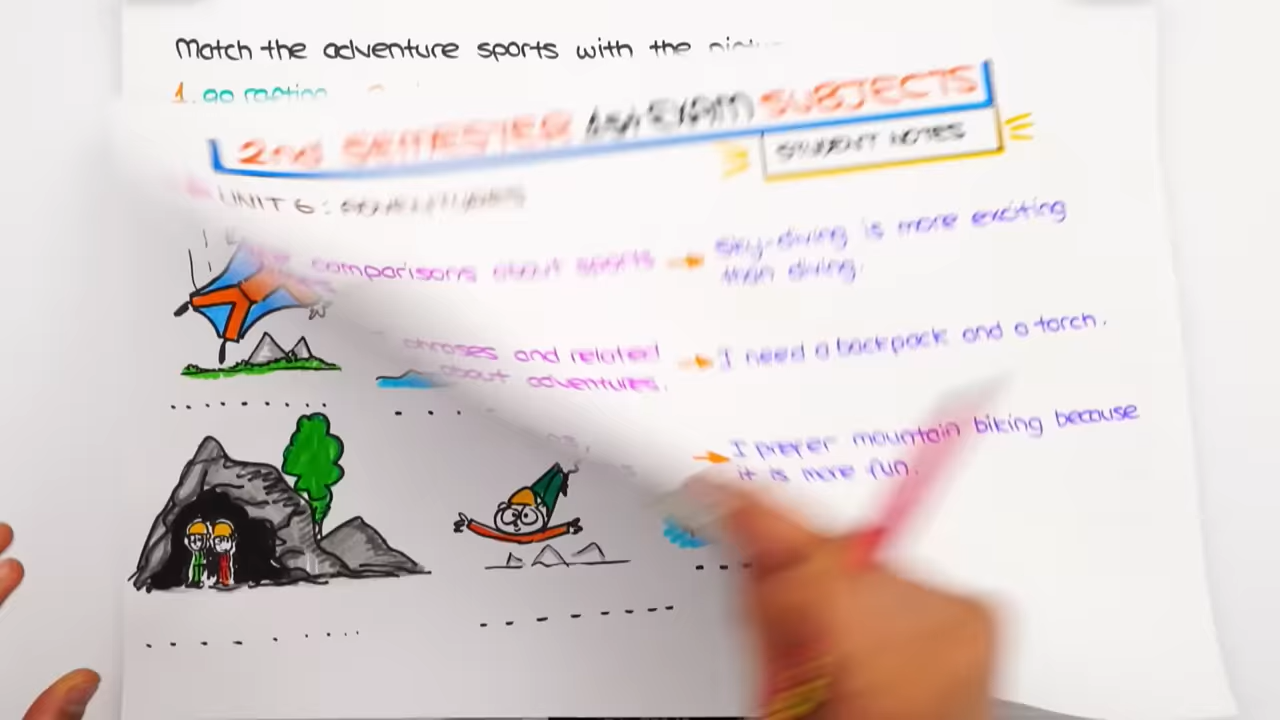 Match the adventure sports with the
1. go rafting
2nd SEMESTER 1st EXAM SUBJECTS
STUDENT NOTES
UNIT 6: ADVENTURES
comparisons about sports → Sky-diving is more exciting
than diving.
phrases and related → I need a backpack and a torch.
about adventures.
→ I prefer mountain biking because
it is more fun.